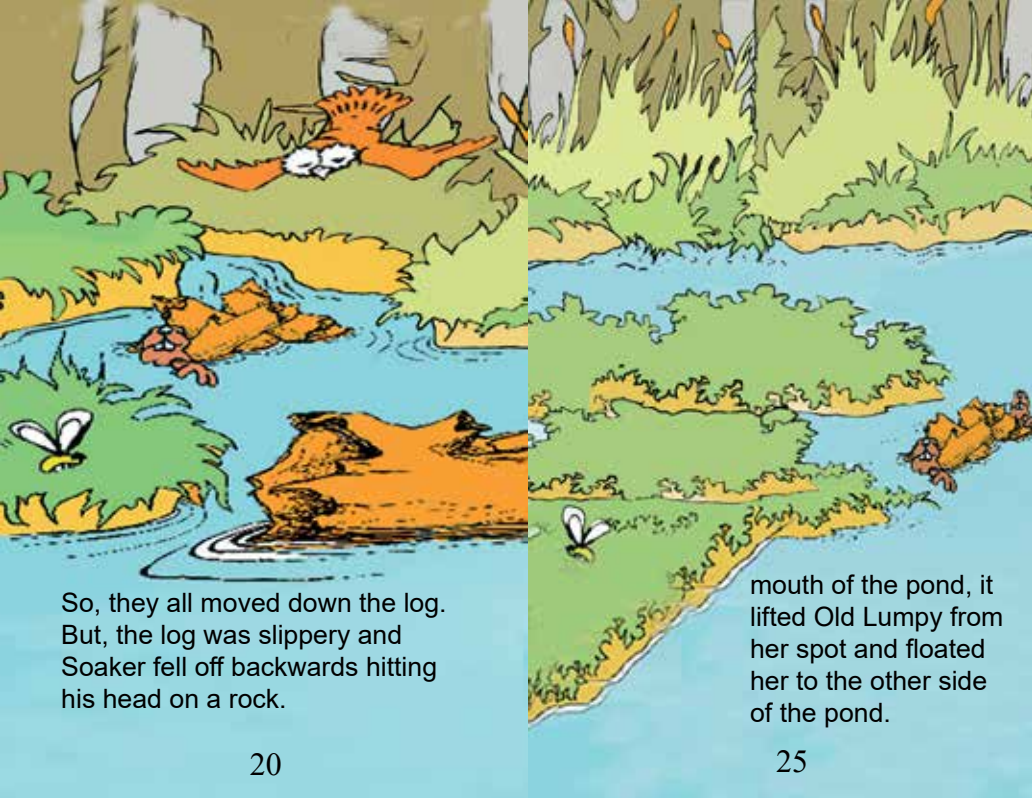 So, they all moved down the log.
But, the log was slippery and
Soaker fell off backwards hitting
his head on a rock.
20
mouth of the pond, it
lifted Old Lumpy from
her spot and floated
her to the other side
of the pond.
25